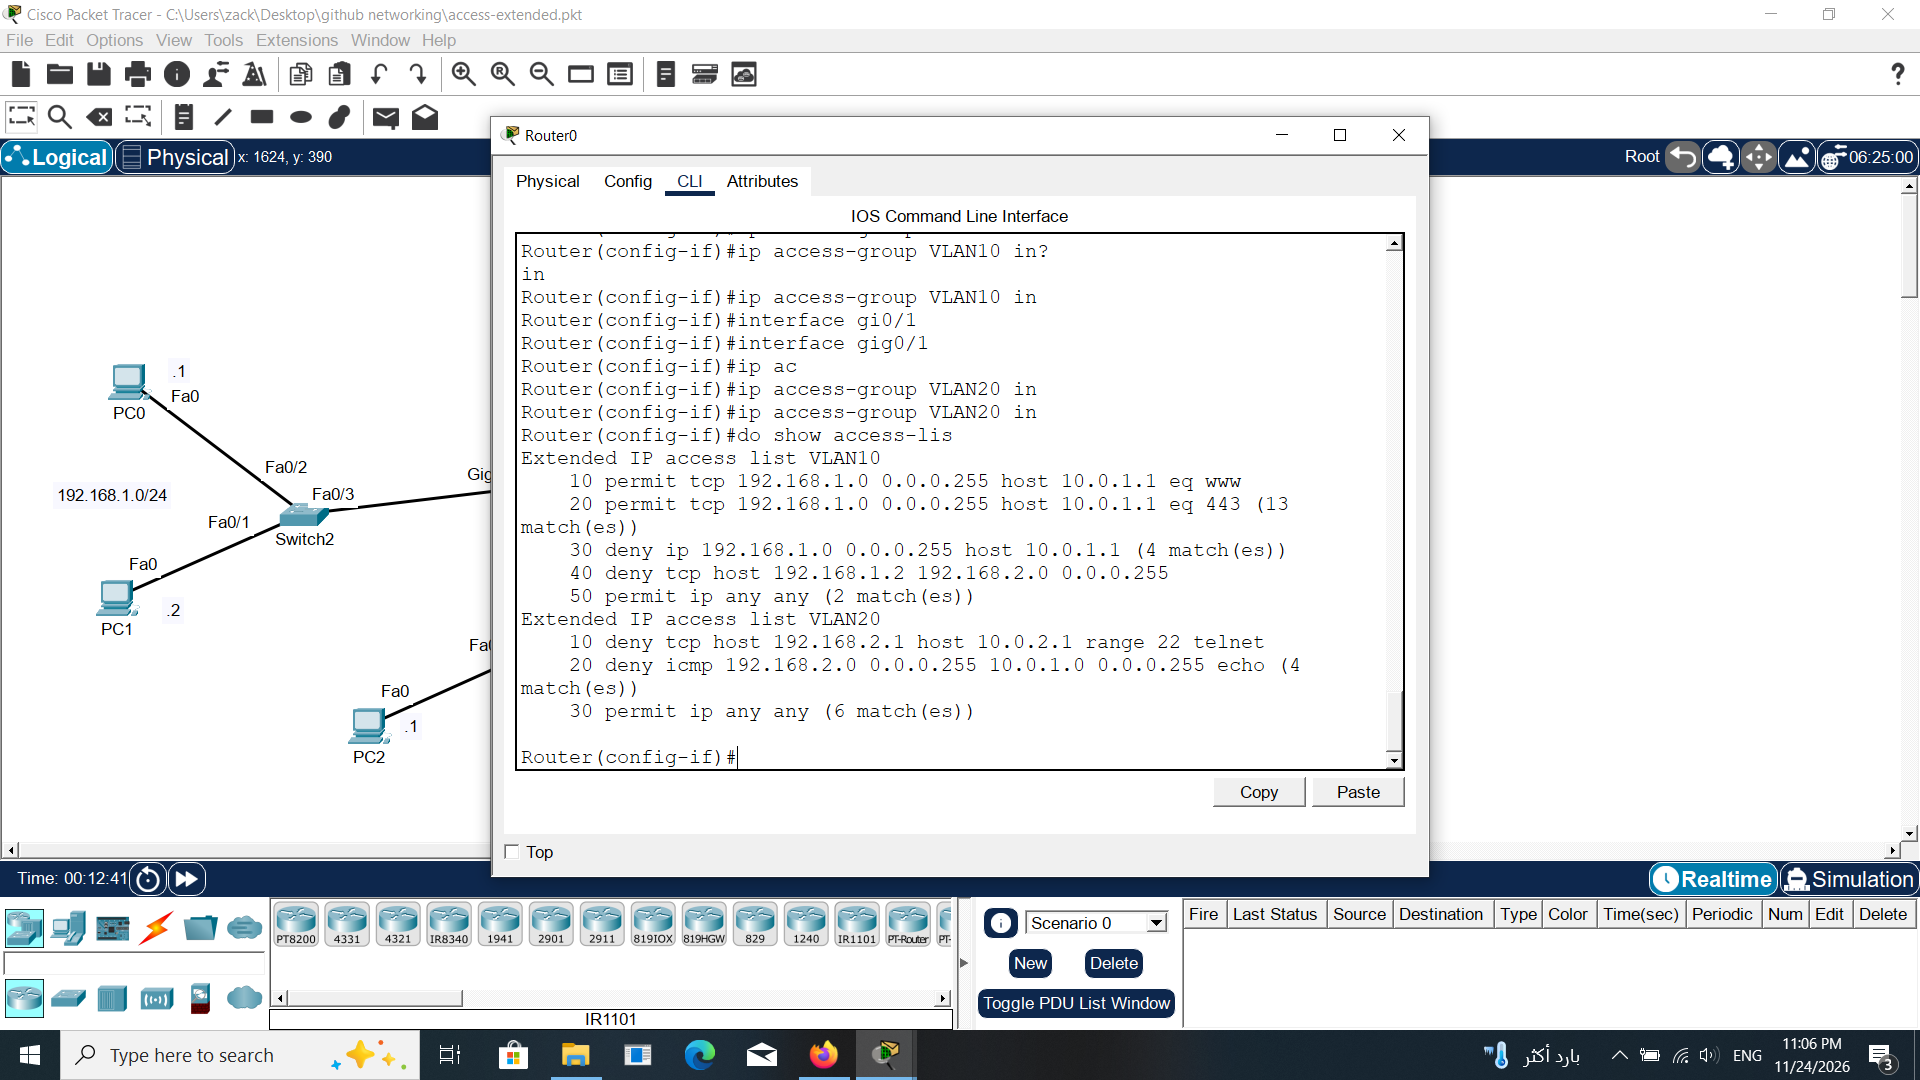 Cisco Packet Tracer - C:\Users\zack\Desktop\github networking\access-extended.pkt
File Edit Options View Tools Extensions Window Help
Logical Physical x: 1624, y: 390
Root 06:25:00
Router0
Physical Config CLI Attributes
IOS Command Line Interface
Router(config-if)#ip access-group VLAN10 in?
in
Router(config-if)#ip access-group VLAN10 in
Router(config-if)#interface gi0/1
Router(config-if)#interface gig0/1
Router(config-if)#ip ac
Router(config-if)#ip access-group VLAN20 in
Router(config-if)#ip access-group VLAN20 in
Router(config-if)#do show access-lis
Extended IP access list VLAN10
10 permit tcp 192.168.1.0 0.0.0.255 host 10.0.1.1 eq www
20 permit tcp 192.168.1.0 0.0.0.255 host 10.0.1.1 eq 443 (13
match(es))
30 deny ip 192.168.1.0 0.0.0.255 host 10.0.1.1 (4 match(es))
40 deny tcp host 192.168.1.2 192.168.2.0 0.0.0.255
50 permit ip any any (2 match(es))
Extended IP access list VLAN20
10 deny tcp host 192.168.2.1 host 10.0.2.1 range 22 telnet
20 deny icmp 192.168.2.0 0.0.0.255 10.0.1.0 0.0.0.255 echo (4
match(es))
30 permit ip any any (6 match(es))
Router(config-if)#
Copy Paste
Top
.1
Fa0
PC0
Fa0/2
Gig
192.168.1.0/24
Fa0/3
Fa0/1
Switch2
Fa0
.2
PC1
Fa0
Fa0
.1
PC2
Time: 00:12:41
Realtime Simulation
PT8200 4331 4321 IR8340 1941 2901 2911 819IOX 819HGW 829 1240 IR1101 PT-Router PT-
IR1101
Scenario 0
New Delete
Toggle PDU List Window
Fire Last Status Source Destination Type Color Time(sec) Periodic Num Edit Delete
Type here to search
بارد أكثر
ENG
11:06 PM
11/24/2026
3